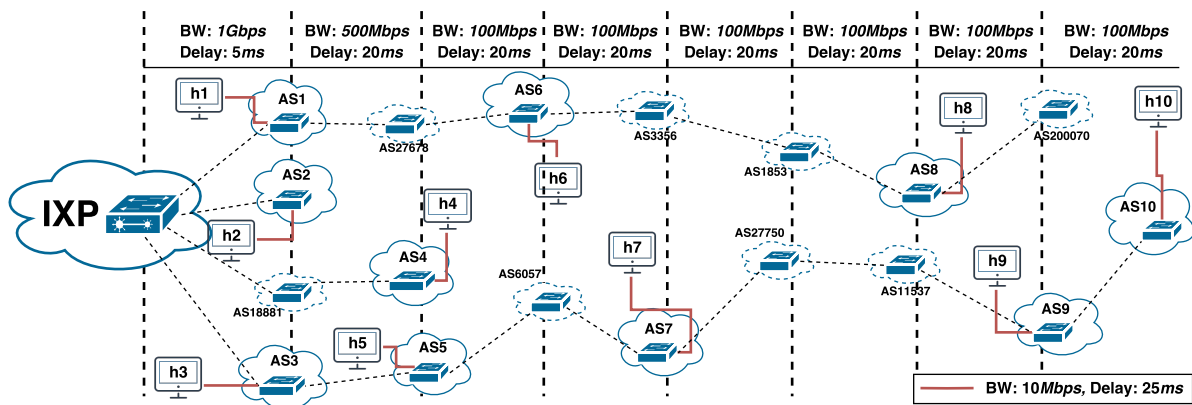 BW: 1Gbps
Delay: 5ms
BW: 500Mbps
Delay: 20ms
BW: 100Mbps
Delay: 20ms
BW: 100Mbps
Delay: 20ms
BW: 100Mbps
Delay: 20ms
BW: 100Mbps
Delay: 20ms
BW: 100Mbps
Delay: 20ms
BW: 100Mbps
Delay: 20ms
h1
AS1
AS27678
AS6
h6
AS3356
AS1853
h8
AS8
AS200070
h10
AS10
IXP
AS2
h2
h4
AS4
AS18881
AS6057
h7
AS7
AS27750
AS11537
h9
AS9
h3
AS3
h5
AS5
BW: 10Mbps, Delay: 25ms